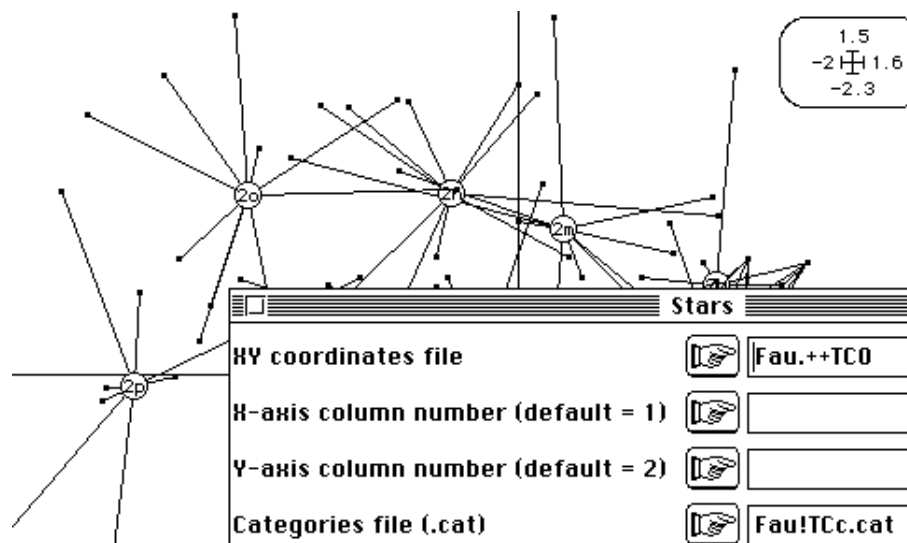 1.5
-2 1.6
-2.3
2o
2m
2p
Stars
XY coordinates file
Fau.++TCO
X-axis column number (default = 1)
Y-axis column number (default = 2)
Categories file (.cat)
Fau!TCc.cat